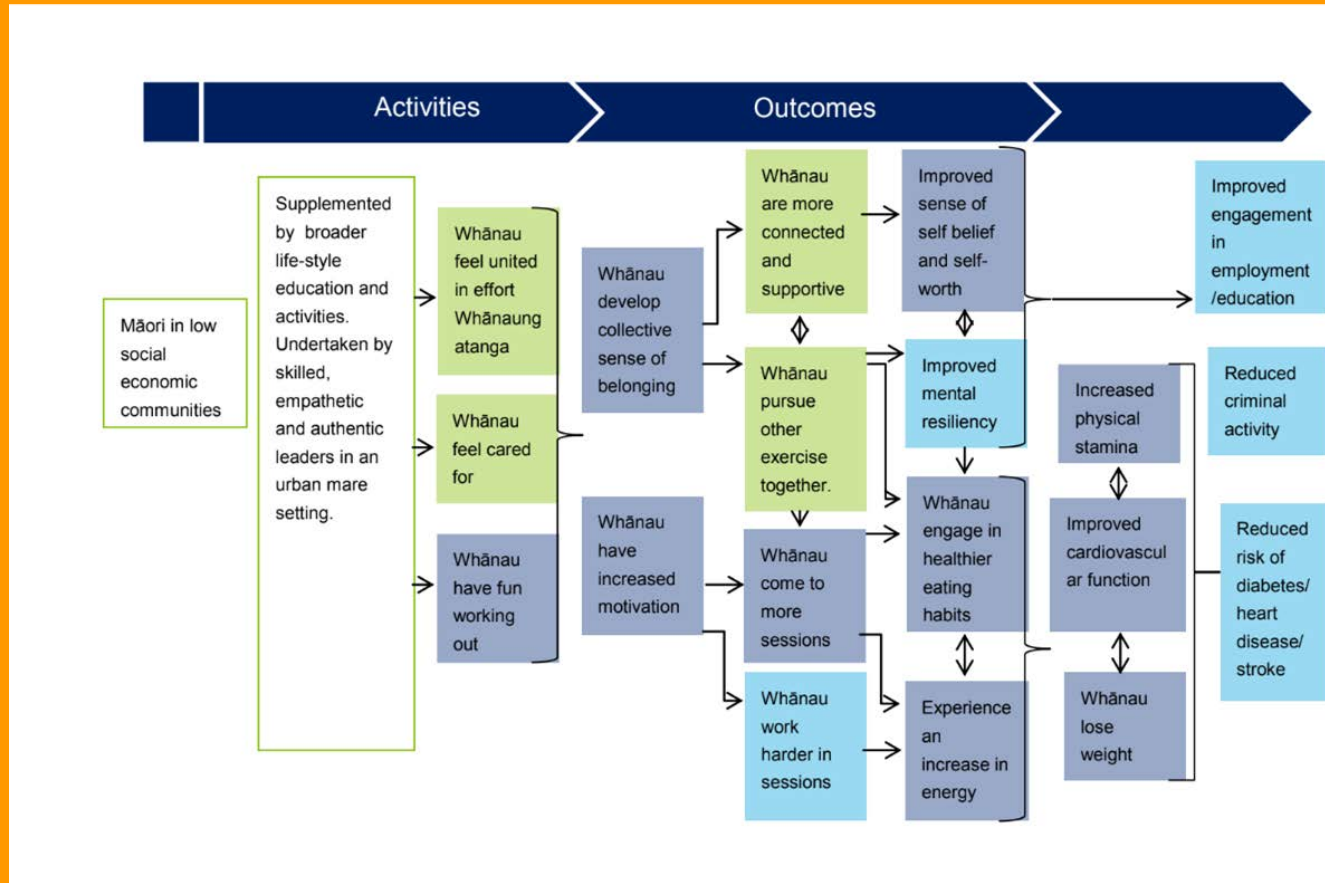 Activities
Outcomes
Māori in low
social
economic
communities
Supplemented
by broader
life-style
education and
activities.
Undertaken by
skilled,
empathetic
and authentic
leaders in an
urban mare
setting.
Whānau
feel united
in effort
Whānaung
atanga
Whānau
feel cared
for
Whānau
have fun
working
out
Whānau
develop
collective
sense of
belonging
Whānau
have
increased
motivation
Whānau
are more
connected
and
supportive
Whānau
pursue
other
exercise
together.
Whānau
come to
more
sessions
Whānau
work
harder in
sessions
Improved
sense of
self belief
and self-
worth
Improved
mental
resiliency
Whānau
engage in
healthier
eating
habits
Experience
an
increase in
energy
Increased
physical
stamina
Improved
cardiovascul
ar function
Whānau
lose
weight
Improved
engagement
in
employment
/education
Reduced
criminal
activity
Reduced
risk of
diabetes/
heart
disease/
stroke